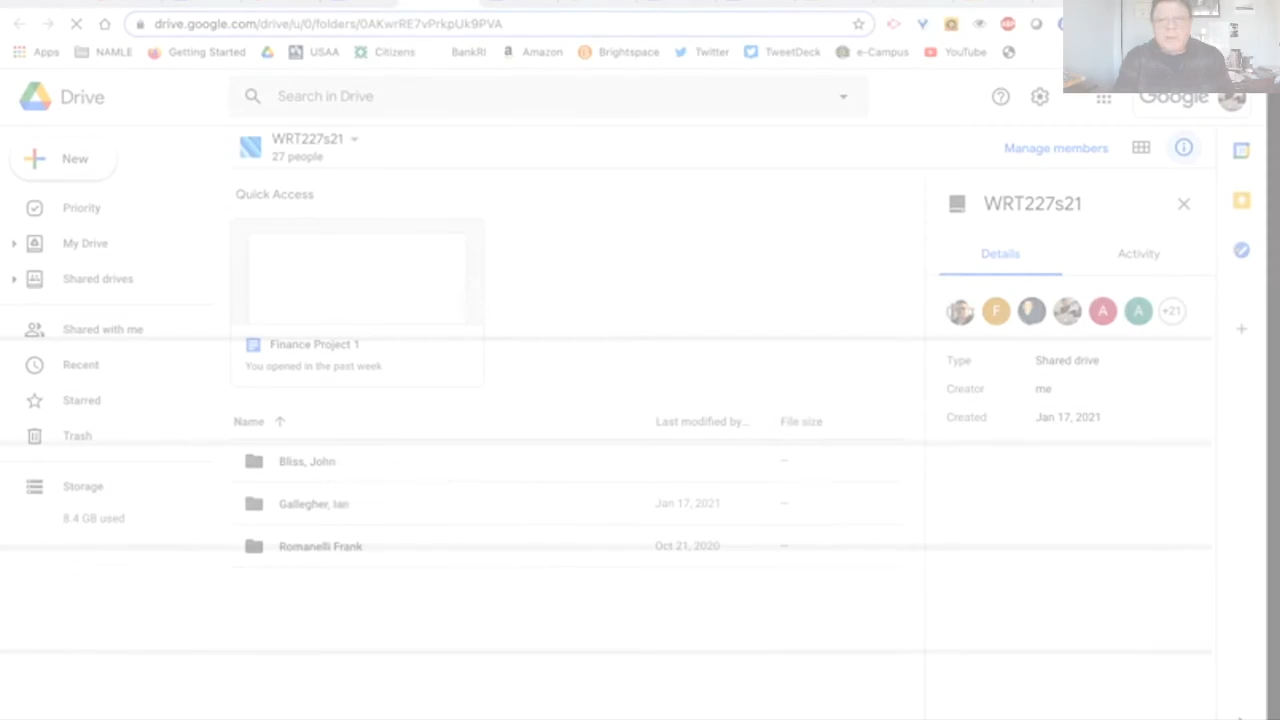 drive.google.com/drive/u/0/folders/0AKwrRE7vPrkpUk9PVA
Apps NAMLE Getting Started USAA Citizens BankRI Amazon Brightspace Twitter TweetDeck e-Campus YouTube
Drive Search in Drive Google
WRT227s21
27 people
Manage members
New
Priority
My Drive
Shared drives
Shared with me
Recent
Starred
Trash
Storage
8.4 GB used
Quick Access
Finance Project 1
You opened in the past week
Name Last modified by... File size
Bliss, John –
Gallegher, Ian Jan 17, 2021 –
Romanelli Frank Oct 21, 2020 –
WRT227s21
Details Activity
F A A +21
Type Shared drive
Creator me
Created Jan 17, 2021